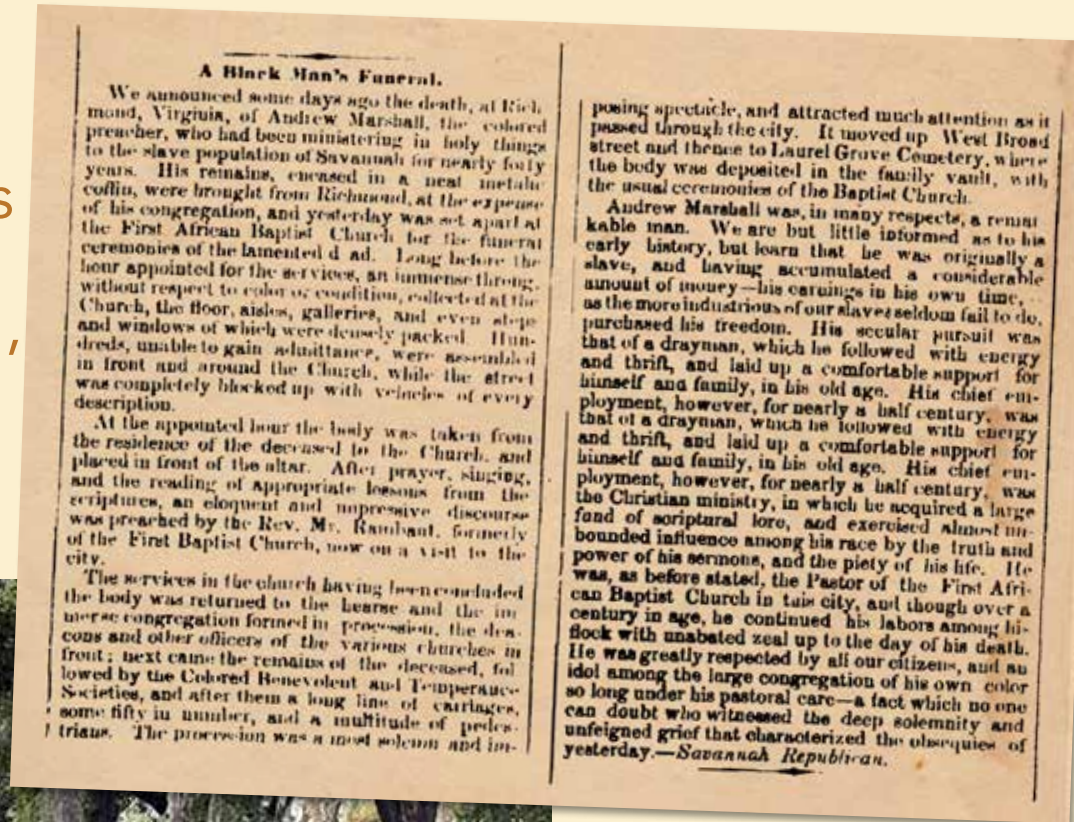 s
,
A Black Man's Funeral.
We announced some days ago the death, at Rich
mond, Virginia, of Andrew Marshall, the colored
preacher, who had been ministering in holy things
to the slave population of Savannah for nearly forty
years. His remains, encased in a neat metalic
coffin, were brought from Richmond, at the expense
of his congregation, and yesterday was set apart at
the First African Baptist Church for the funeral
ceremonies of the lamented d ad. Long before the
hour appointed for the services, an immense throng,
without respect to color or condition, collected at the
Church, the floor, aisles, galleries, and even steps
and windows of which were densely packed Hun-
dreds, unable to gain admittance, were assembled
in front and around the Church, while the street
was completely blocked up with vehicles of every
description.
At the appointed hour the body was taken from
the residence of the deceased to the Church, and
placed in front of the altar. After prayer, singing,
and the reading of appropriate lessons from the
scriptures, an eloquent and impressive discourse
was preached by the Rev. Mr. Rambaut, formerly
of the First Baptist Church, now on a visit to the
city.
The services in the church having been concluded
the body was returned to the hearse and the im
mense congregation formed in procession, the dea-
cons and other officers of the various churches in
front; next came the remains of the deceased, fol
lowed by the Colored Benevolent and Temperance
Societies, and after them a long line of carriages,
some fifty in number, and a multitude of pedes-
trians. The procession was a most solemn and im-
posing spectacle, and attracted much attention as it
passed through the city. It moved up West Broad
street and thence to Laurel Grove Cemetery, where
the body was deposited in the family vault, with
the usual ceremonies of the Baptist Church.
Andrew Marshall was, in many respects, a remar
kable man. We are but little informed as to his
early history, but learn that he was originally a
slave, and having accumulated a considerable
amount of money—his earnings in his own time,
as the more industrious of our slaves seldom fail to do,
purchased his freedom. His secular pursuit was
that of a drayman, which he followed with energy
and thrift, and laid up a comfortable support for
himself and family, in his old age. His chief em-
ployment, however, for nearly a half century, was
that of a drayman, which he followed with energy
and thrift, and laid up a comfortable support for
himself and family, in his old age. His chief em-
ployment, however, for nearly a half century, was
the Christian ministry, in which he acquired a large
fund of scriptural lore, and exercised almost un-
bounded influence among his race by the truth and
power of his sermons, and the piety of his life. He
was, as before stated, the Pastor of the First Afri-
can Baptist Church in this city, and though over a
century in age, he continued his labors among his
flock with unabated zeal up to the day of his death.
He was greatly respected by all our citizens, and an
idol among the large congregation of his own color
so long under his pastoral care—a fact which no one
can doubt who witnessed the deep solemnity and
unfeigned grief that characterized the obsequies of
yesterday.—Savannah Republican.